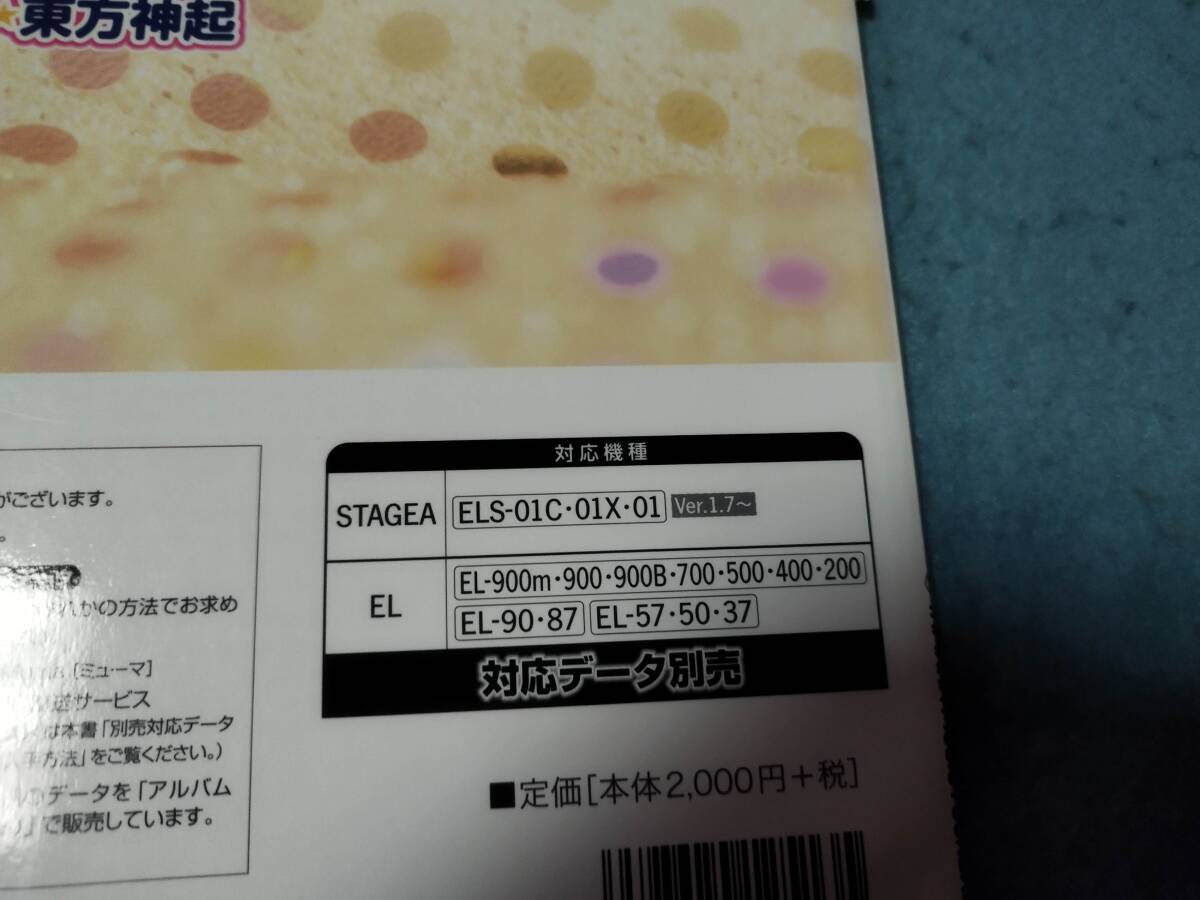 ★東方神起
がございます。
。
かの方法でお求め
[ミューマ]
サービス
は本書「別売対応データ
方法」をご覧ください。)
データを「アルバム
」で販売しています。
対応機種
STAGEA ELS-01C・01X・01 Ver.1.7〜
EL EL-900m・900・900B・700・500・400・200
EL-90・87 EL-57・50・37
対応データ別売
■定価[本体2,000円+税]